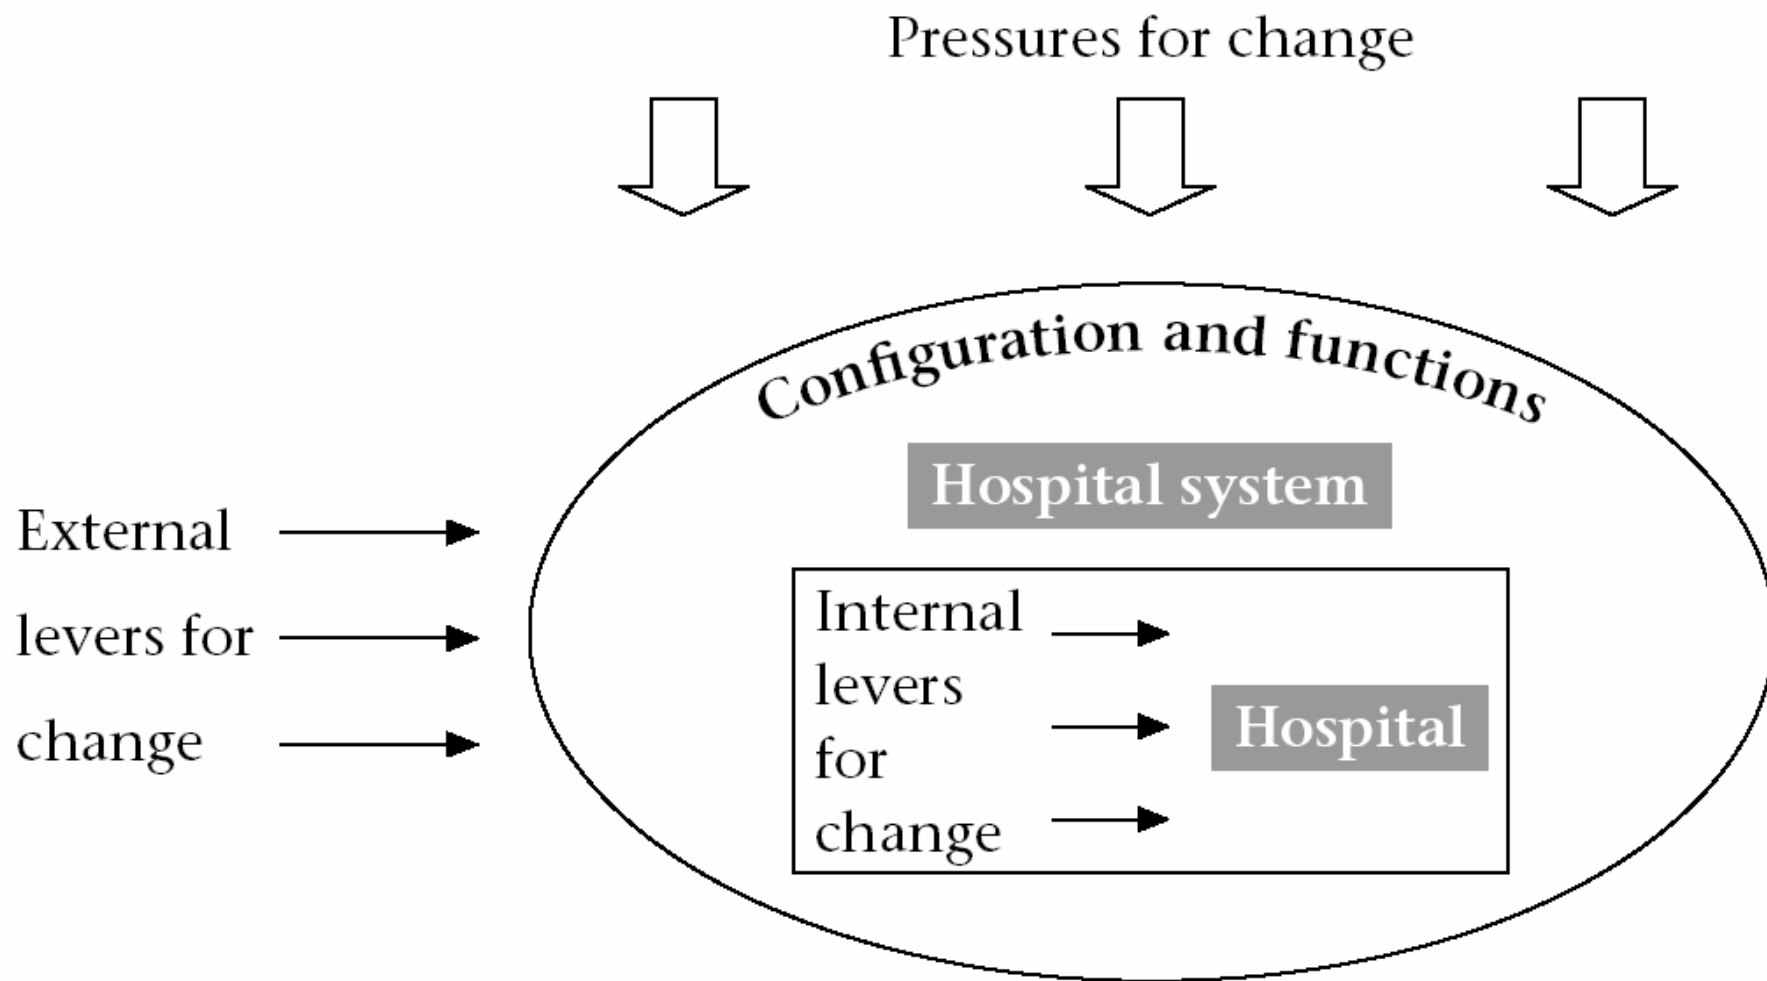 Pressures for change
Configuration and functions
Hospital system
External
levers for
change
Internal
levers
for
change
Hospital